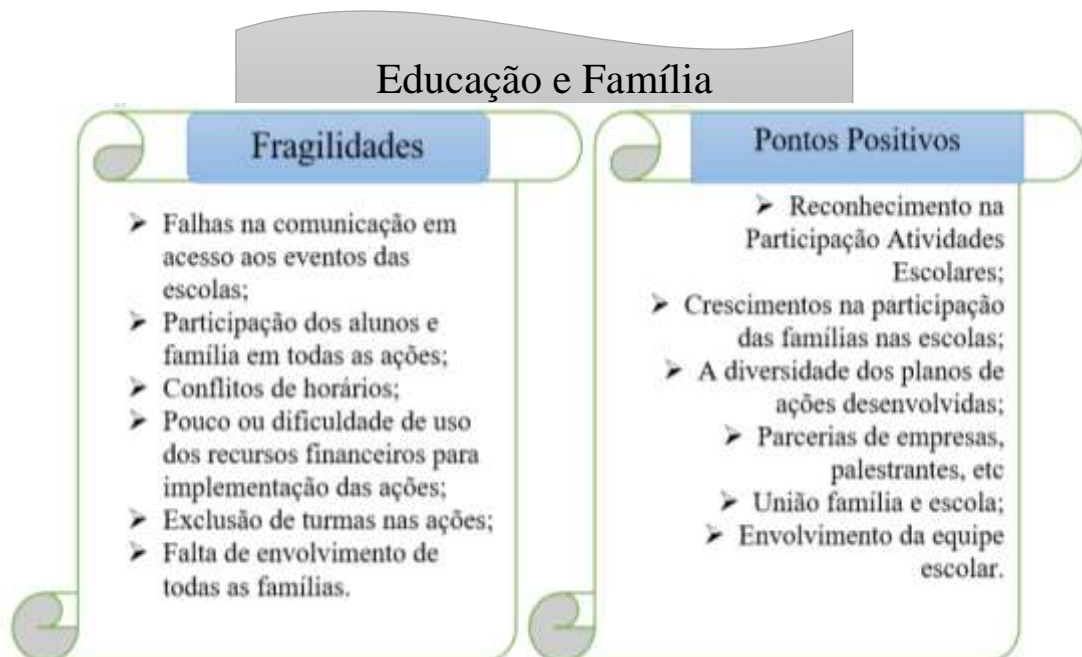 Educação e Família
Fragilidades
➤ Falhas na comunicação em
acesso aos eventos das
escolas;
➤ Participação dos alunos e
família em todas as ações;
➤ Conflitos de horários;
➤ Pouco ou dificuldade de uso
dos recursos financeiros para
implementação das ações;
➤ Exclusão de turmas nas ações;
➤ Falta de envolvimento de
todas as famílias.
Pontos Positivos
➤ Reconhecimento na
Participação Atividades
Escolares;
➤ Crescimentos na participação
das famílias nas escolas;
➤ A diversidade dos planos de
ações desenvolvidas;
➤ Parcerias de empresas,
palestrantes, etc
➤ União família e escola;
➤ Envolvimento da equipe
escolar.